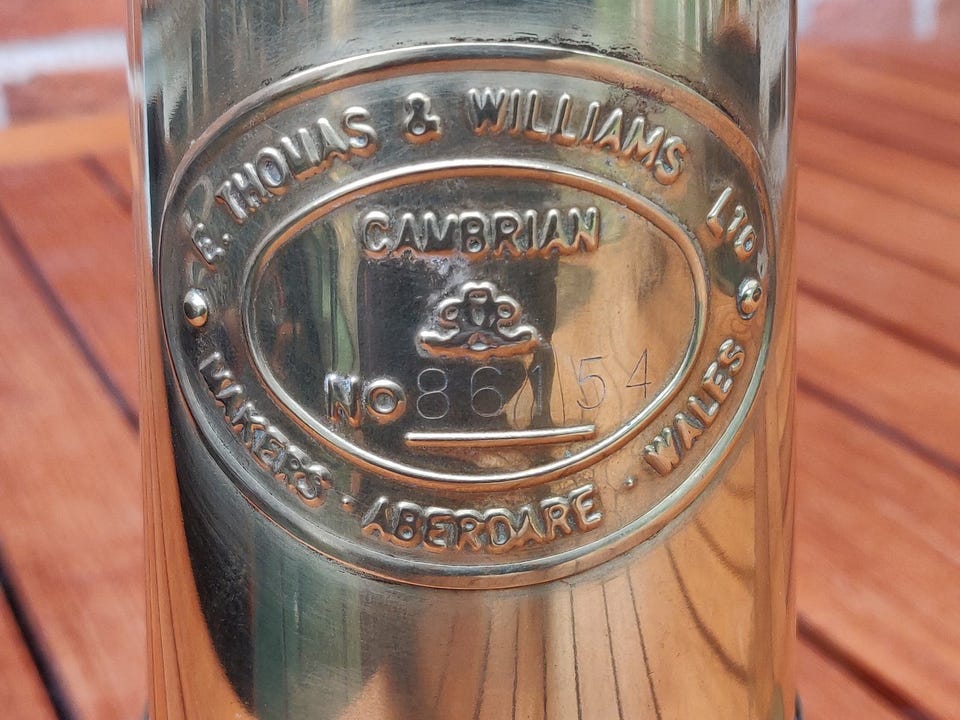 E. THOMAS & WILLIAMS LTD
CAMBRIAN
NO 86154
MAKERS · ABERDARE · WALES